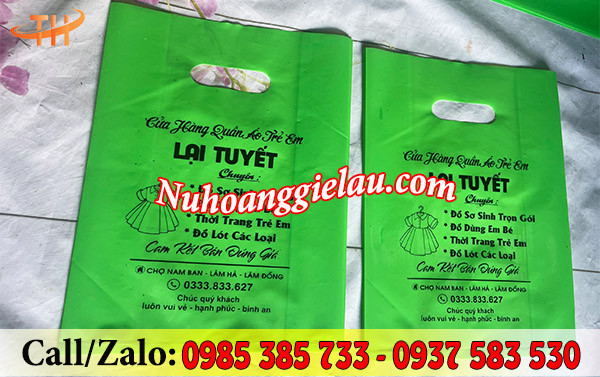 TH
Cửa Hàng Quần Áo Trẻ Em
LẠI TUYẾT
Chuyên :
Đồ Sơ Sinh
• Thời Trang Trẻ Em
• Đồ Lót Các Loại
Cam Kết Bán Đúng Giá
CHỢ NAM BAN - LÂM HÀ - LÂM ĐỒNG
0333.833.627
Chúc quý khách
luôn vui vẻ - hạnh phúc - bình an
Cửa Hàng Quần Áo Trẻ Em
LẠI TUYẾT
Chuyên :
• Đồ Sơ Sinh Trọn Gói
• Đồ Dùng Em Bé
• Thời Trang Trẻ Em
• Đồ Lót Các Loại
Cam Kết Bán Đúng Giá
CHỢ NAM BAN - LÂM HÀ - LÂM ĐỒNG
0333.833.627
Chúc quý khách
luôn vui vẻ - hạnh phúc - bình an
Nuhoanggielau.com
Call/Zalo: 0985 385 733 - 0937 583 530